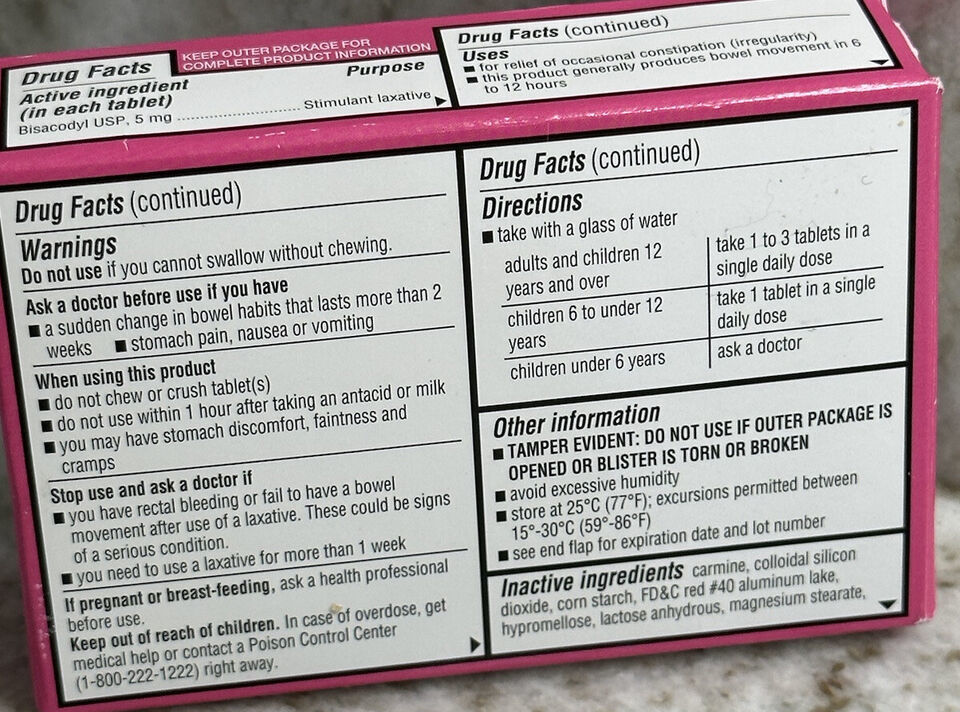 Drug Facts
KEEP OUTER PACKAGE FOR
COMPLETE PRODUCT INFORMATION
Active ingredient
(in each tablet)
Purpose
Bisacodyl USP, 5 mg ................................ Stimulant laxative
Drug Facts (continued)
Uses
■ for relief of occasional constipation (irregularity)
■ this product generally produces bowel movement in 6
to 12 hours
Drug Facts (continued)
Warnings
Do not use if you cannot swallow without chewing.
Ask a doctor before use if you have
■ a sudden change in bowel habits that lasts more than 2
weeks ■ stomach pain, nausea or vomiting
When using this product
■ do not chew or crush tablet(s)
■ do not use within 1 hour after taking an antacid or milk
■ you may have stomach discomfort, faintness and
cramps
Stop use and ask a doctor if
■ you have rectal bleeding or fail to have a bowel
movement after use of a laxative. These could be signs
of a serious condition.
■ you need to use a laxative for more than 1 week
If pregnant or breast-feeding, ask a health professional
before use.
Keep out of reach of children. In case of overdose, get
medical help or contact a Poison Control Center
(1-800-222-1222) right away.
Drug Facts (continued)
Directions
■ take with a glass of water
adults and children 12
years and over
take 1 to 3 tablets in a
single daily dose
children 6 to under 12
years
take 1 tablet in a single
daily dose
children under 6 years
ask a doctor
Other information
■ TAMPER EVIDENT: DO NOT USE IF OUTER PACKAGE IS
OPENED OR BLISTER IS TORN OR BROKEN
■ avoid excessive humidity
■ store at 25°C (77°F); excursions permitted between
15°-30°C (59°-86°F)
■ see end flap for expiration date and lot number
Inactive ingredients carmine, colloidal silicon
dioxide, corn starch, FD&C red #40 aluminum lake,
hypromellose, lactose anhydrous, magnesium stearate,